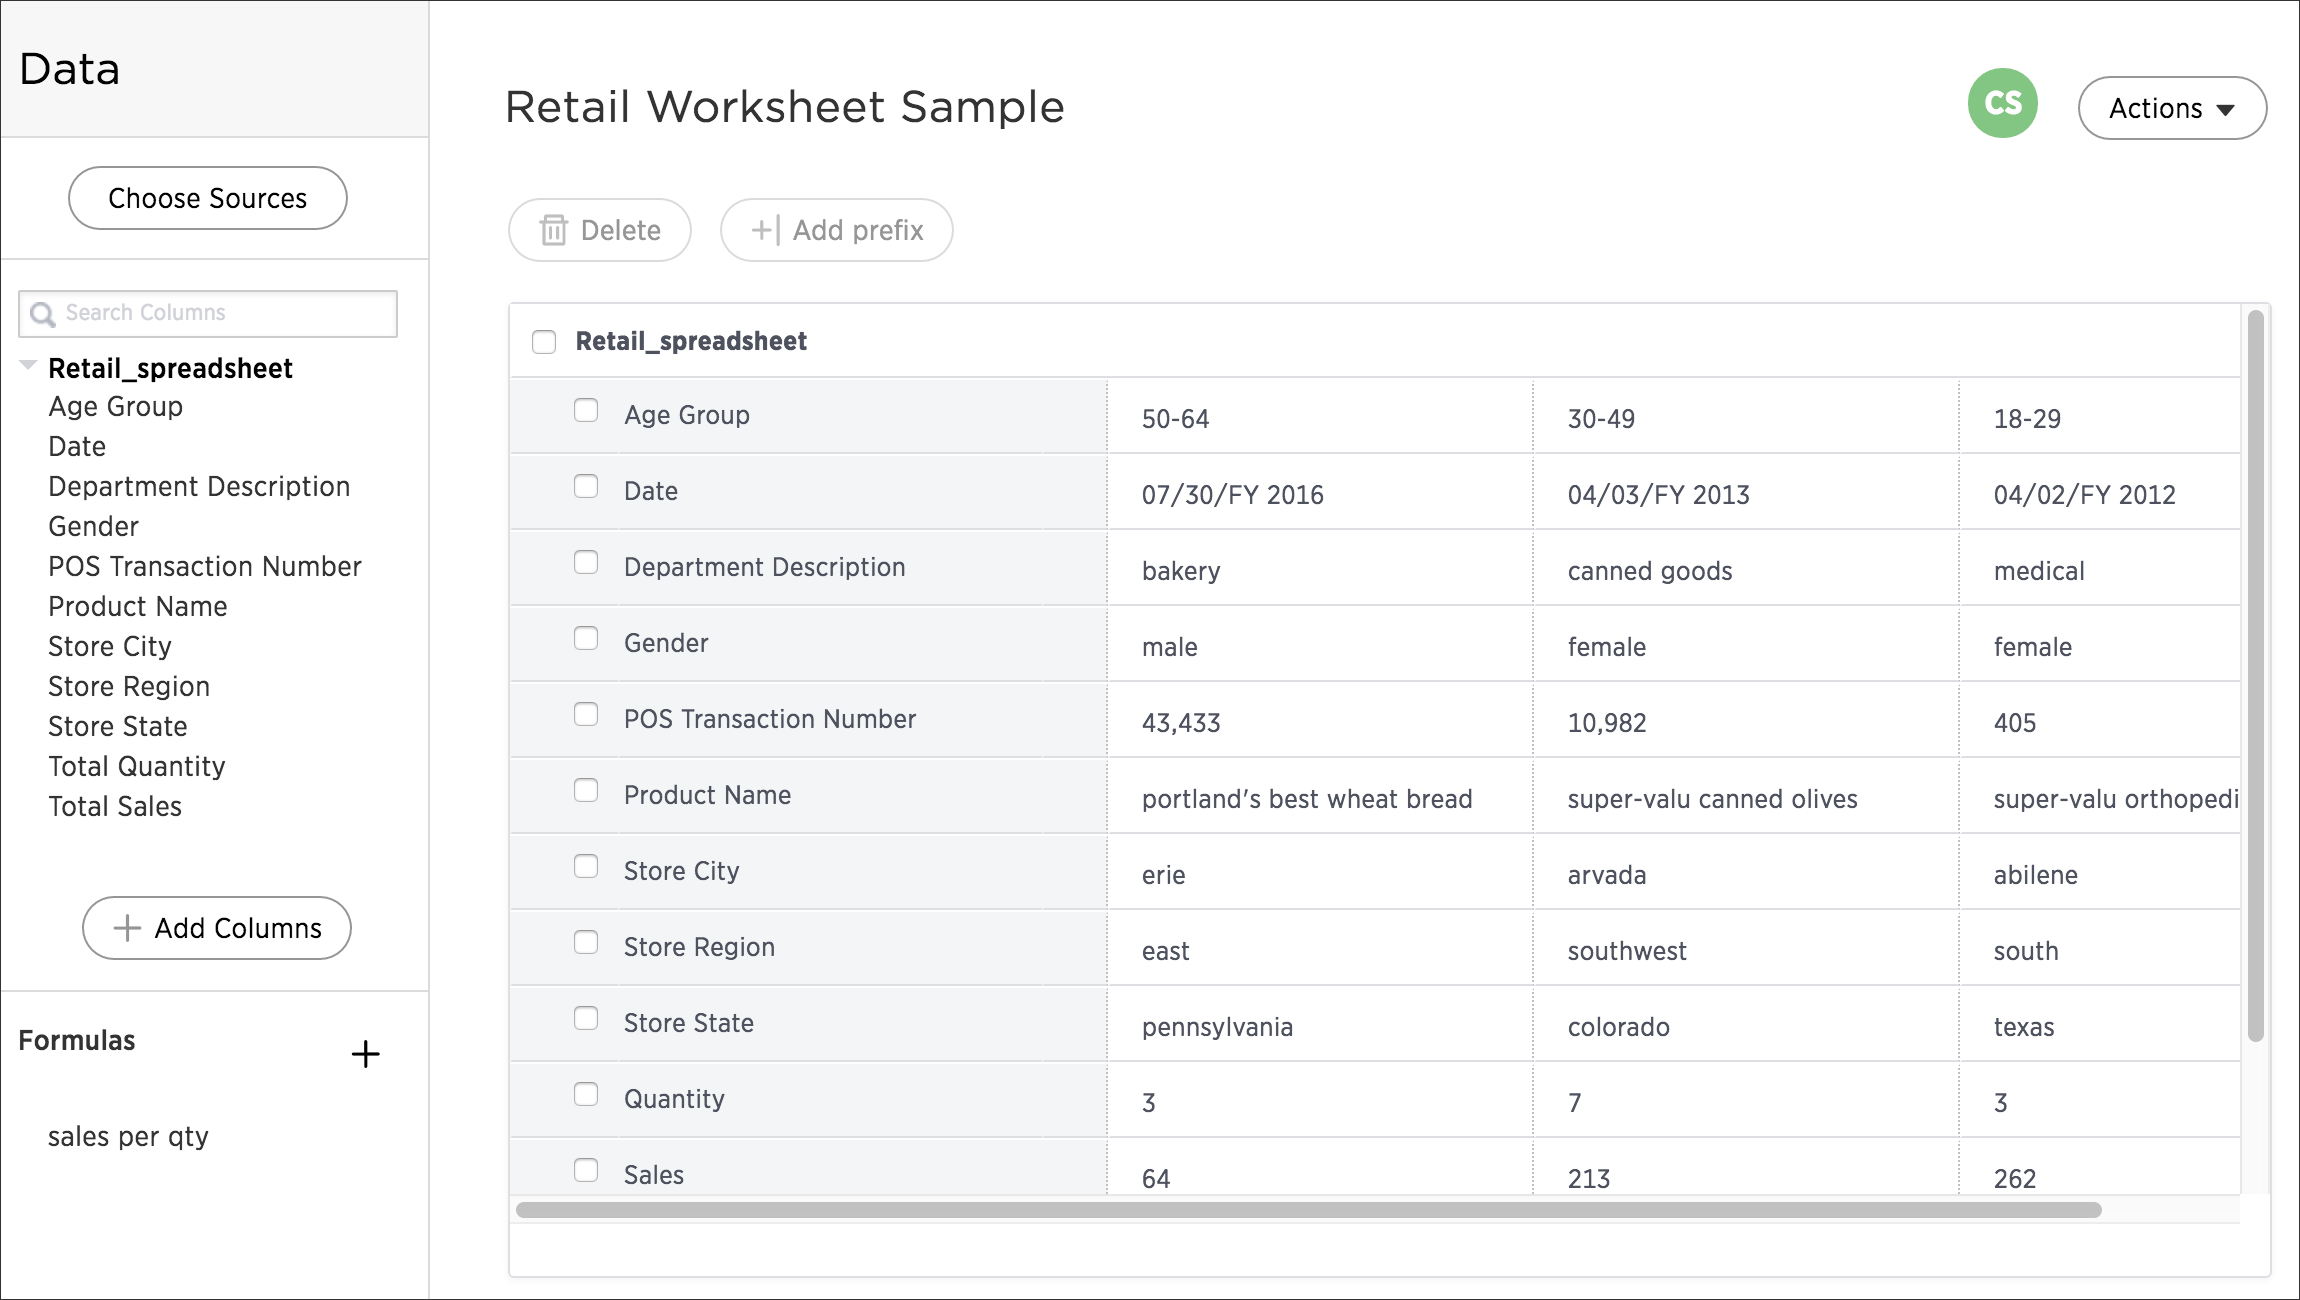 Data
Choose Sources
Search Columns
Retail_spreadsheet
Age Group
Date
Department Description
Gender
POS Transaction Number
Product Name
Store City
Store Region
Store State
Total Quantity
Total Sales
Add Columns
Formulas
sales per qty
Retail Worksheet Sample
CS
Actions
Delete
Add prefix
Retail_spreadsheet
Age Group 50-64 30-49 18-29
Date 07/30/FY 2016 04/03/FY 2013 04/02/FY 2012
Department Description bakery canned goods medical
Gender male female female
POS Transaction Number 43,433 10,982 405
Product Name portland's best wheat bread super-valu canned olives super-valu orthopedi
Store City erie arvada abilene
Store Region east southwest south
Store State pennsylvania colorado texas
Quantity 3 7 3
Sales 64 213 262